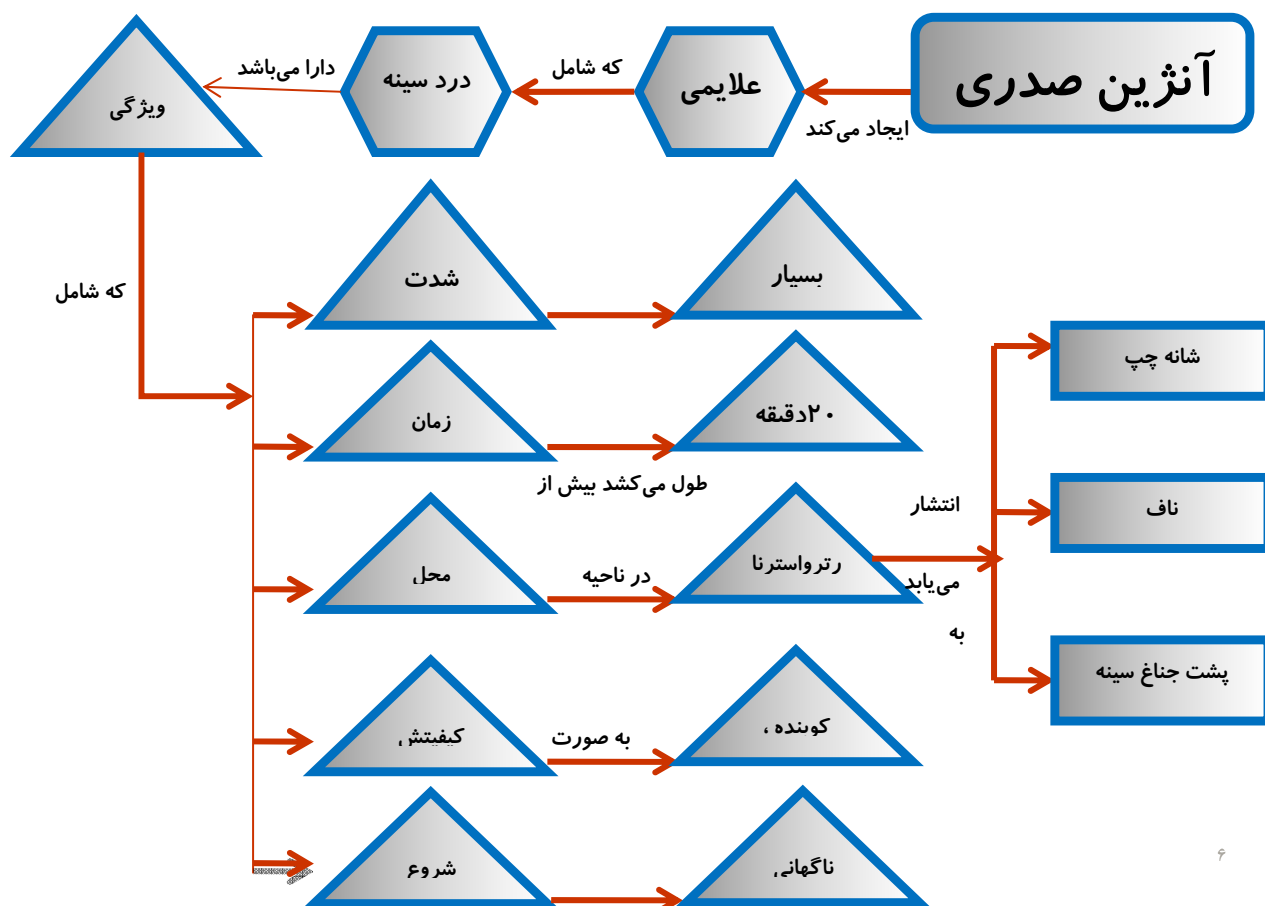 آنژین صدری
ایجاد می‌کند
علایمی
که شامل
درد سینه
دارا می‌باشد
ویژگی
که شامل
شدت
بسیار
زمان
طول می‌کشد بیش از
۲۰دقیقه
محل
در ناحیه
رترواسترنا
انتشار
می‌یابد
به
شانه چپ
ناف
پشت جناغ سینه
کیفیتش
به صورت
کوبنده ،
شروع
ناگهانی
۶